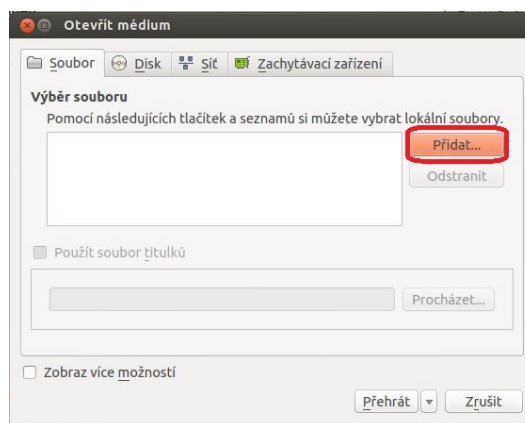 Otevřít médium
Soubor Disk Síť Zachytávací zařízení
Výběr souboru
Pomocí následujících tlačítek a seznamů si můžete vybrat lokální soubory.
Přidat...
Odstranit
Použít soubor titulků
Procházet...
Zobraz více možností
Přehrát Zrušit